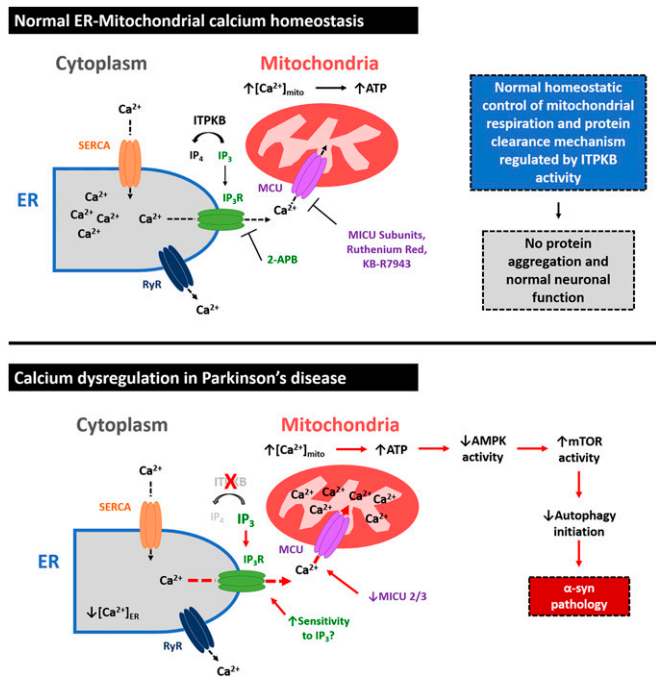 Normal ER-Mitochondrial calcium homeostasis
Cytoplasm
Mitochondria
↑[Ca²⁺]mito → ↑ATP
Ca²⁺
SERCA
ITPKB
IP₄ IP₃
IP₃R
MCU
ER
Ca²⁺
Ca²⁺ Ca²⁺
Ca²⁺
Ca²⁺
Ca²⁺
2-APB
MICU Subunits,
Ruthenium Red,
KB-R7943
RyR
Ca²⁺
Normal homeostatic
control of mitochondrial
respiration and protein
clearance mechanism
regulated by ITPKB
activity
No protein
aggregation and
normal neuronal
function
Calcium dysregulation in Parkinson's disease
Cytoplasm
Mitochondria
↑[Ca²⁺]mito → ↑ATP → ↓AMPK
activity
↑mTOR
activity
↓Autophagy
initiation
α-syn
pathology
Ca²⁺
SERCA
ITPKB
X
IP₄ IP₃
IP₃R
Ca²⁺ Ca²⁺
Ca²⁺ Ca²⁺
Ca²⁺
Ca²⁺
MCU
ER
Ca²⁺
Ca²⁺
↓[Ca²⁺]ER
↓MICU 2/3
↑Sensitivity
to IP₃?
RyR
Ca²⁺